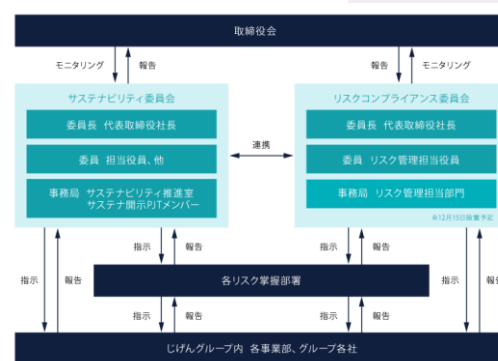 取締役会
モニタリング 報告 報告 モニタリング
サステナビリティ委員会
委員長 代表取締役社長
委員 担当役員、他
事務局 サステナビリティ推進室
サステナ開示PJTメンバー
連携
リスクコンプライアンス委員会
委員長 代表取締役社長
委員 リスク管理担当役員
事務局 リスク管理担当部門
※12月15日設置予定
指示 報告 指示 報告
指示 報告 指示 報告
各リスク掌握部署
指示 報告 指示 報告
じげんグループ内 各事業部、グループ各社